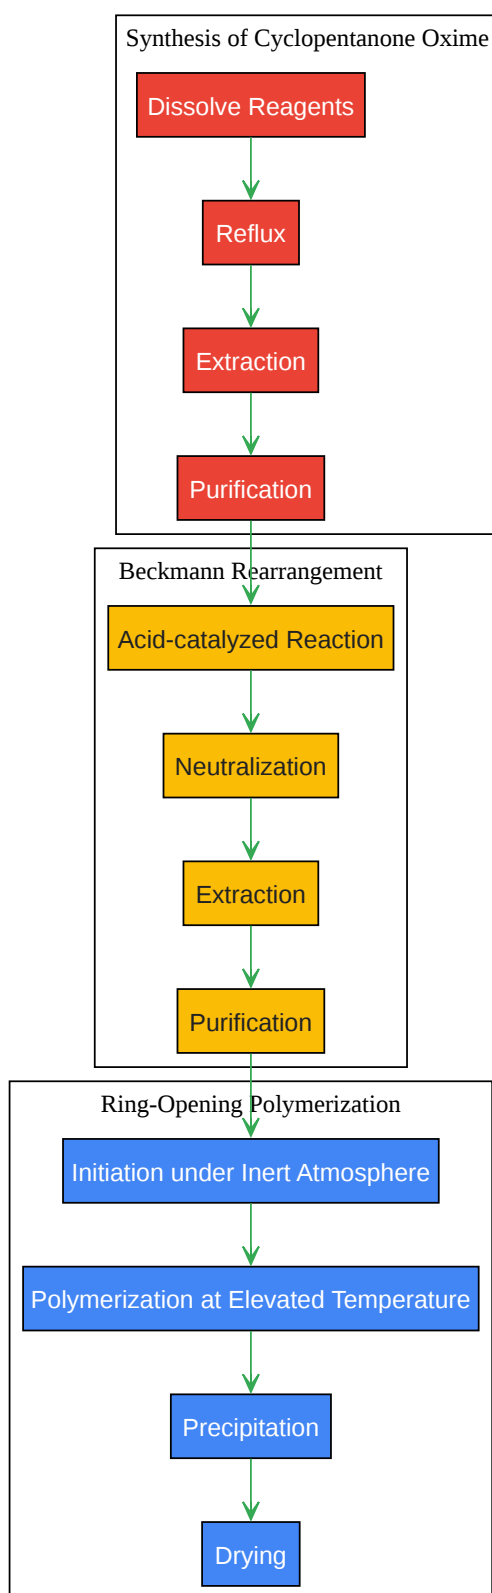 Synthesis of Cyclopentanone Oxime
Dissolve Reagents
Reflux
Extraction
Purification
Beckmann Rearrangement
Acid-catalyzed Reaction
Neutralization
Extraction
Purification
Ring-Opening Polymerization
Initiation under Inert Atmosphere
Polymerization at Elevated Temperature
Precipitation
Drying